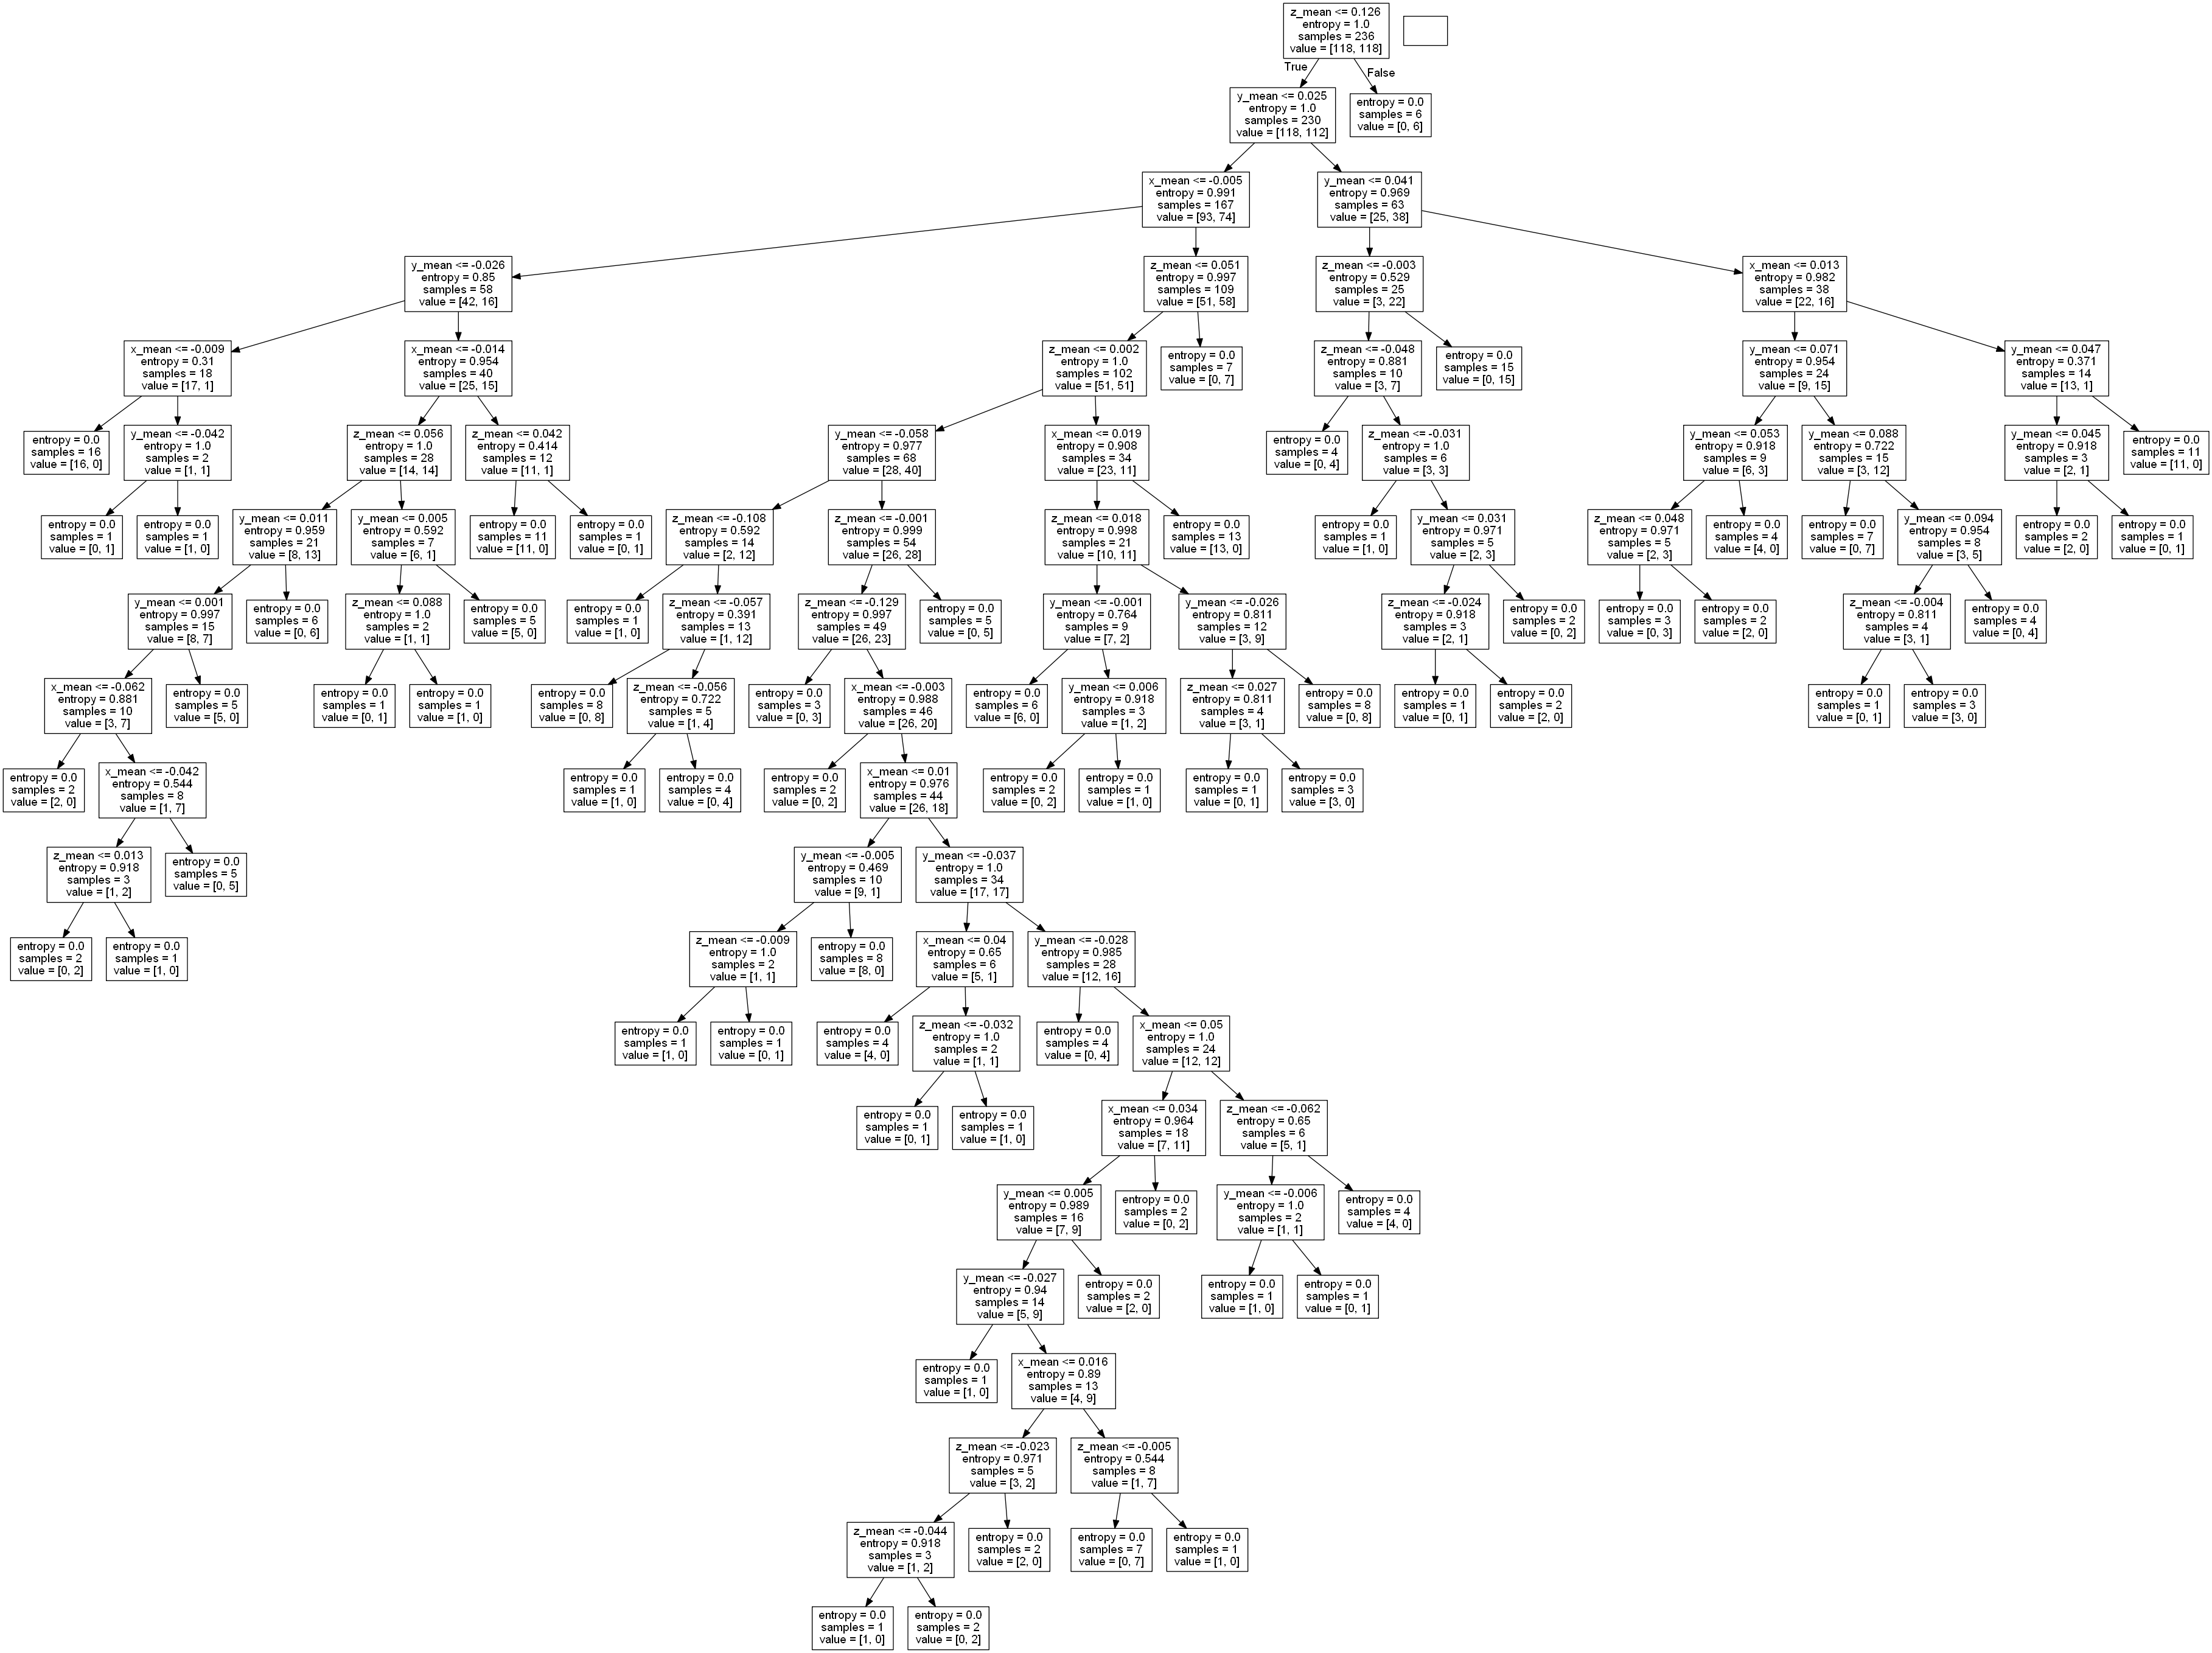 z_mean <= 0.126
entropy = 1.0
samples = 236
value = [118, 118]
True
False
y_mean <= 0.025
entropy = 1.0
samples = 230
value = [118, 112]
entropy = 0.0
samples = 6
value = [0, 6]
x_mean <= -0.005
entropy = 0.991
samples = 167
value = [93, 74]
y_mean <= 0.041
entropy = 0.969
samples = 63
value = [25, 38]
y_mean <= -0.026
entropy = 0.85
samples = 58
value = [42, 16]
z_mean <= 0.051
entropy = 0.997
samples = 109
value = [51, 58]
z_mean <= -0.003
entropy = 0.529
samples = 25
value = [3, 22]
x_mean <= 0.013
entropy = 0.982
samples = 38
value = [22, 16]
x_mean <= -0.009
entropy = 0.31
samples = 18
value = [17, 1]
x_mean <= -0.014
entropy = 0.954
samples = 40
value = [25, 15]
z_mean <= 0.002
entropy = 1.0
samples = 102
value = [51, 51]
entropy = 0.0
samples = 7
value = [0, 7]
z_mean <= -0.048
entropy = 0.881
samples = 10
value = [3, 7]
entropy = 0.0
samples = 15
value = [0, 15]
y_mean <= 0.071
entropy = 0.954
samples = 24
value = [9, 15]
y_mean <= 0.047
entropy = 0.371
samples = 14
value = [13, 1]
entropy = 0.0
samples = 16
value = [16, 0]
y_mean <= -0.042
entropy = 1.0
samples = 2
value = [1, 1]
z_mean <= 0.056
entropy = 1.0
samples = 28
value = [14, 14]
z_mean <= 0.042
entropy = 0.414
samples = 12
value = [11, 1]
y_mean <= -0.058
entropy = 0.977
samples = 68
value = [28, 40]
x_mean <= 0.019
entropy = 0.908
samples = 34
value = [23, 11]
entropy = 0.0
samples = 4
value = [0, 4]
z_mean <= -0.031
entropy = 1.0
samples = 6
value = [3, 3]
y_mean <= 0.053
entropy = 0.918
samples = 9
value = [6, 3]
y_mean <= 0.088
entropy = 0.722
samples = 15
value = [3, 12]
y_mean <= 0.045
entropy = 0.918
samples = 3
value = [2, 1]
entropy = 0.0
samples = 11
value = [11, 0]
entropy = 0.0
samples = 1
value = [0, 1]
entropy = 0.0
samples = 1
value = [1, 0]
y_mean <= 0.011
entropy = 0.959
samples = 21
value = [8, 13]
y_mean <= 0.005
entropy = 0.592
samples = 7
value = [6, 1]
entropy = 0.0
samples = 11
value = [11, 0]
entropy = 0.0
samples = 1
value = [0, 1]
z_mean <= -0.108
entropy = 0.592
samples = 14
value = [2, 12]
z_mean <= -0.001
entropy = 0.999
samples = 54
value = [26, 28]
z_mean <= 0.018
entropy = 0.998
samples = 21
value = [10, 11]
entropy = 0.0
samples = 13
value = [13, 0]
entropy = 0.0
samples = 1
value = [1, 0]
y_mean <= 0.031
entropy = 0.971
samples = 5
value = [2, 3]
z_mean <= 0.048
entropy = 0.971
samples = 5
value = [2, 3]
entropy = 0.0
samples = 4
value = [4, 0]
entropy = 0.0
samples = 7
value = [0, 7]
y_mean <= 0.094
entropy = 0.954
samples = 8
value = [3, 5]
entropy = 0.0
samples = 2
value = [2, 0]
entropy = 0.0
samples = 1
value = [0, 1]
y_mean <= 0.001
entropy = 0.997
samples = 15
value = [8, 7]
entropy = 0.0
samples = 6
value = [0, 6]
z_mean <= 0.088
entropy = 1.0
samples = 2
value = [1, 1]
entropy = 0.0
samples = 5
value = [5, 0]
entropy = 0.0
samples = 1
value = [1, 0]
z_mean <= -0.057
entropy = 0.391
samples = 13
value = [1, 12]
z_mean <= -0.129
entropy = 0.997
samples = 49
value = [26, 23]
entropy = 0.0
samples = 5
value = [0, 5]
y_mean <= -0.001
entropy = 0.764
samples = 9
value = [7, 2]
y_mean <= -0.026
entropy = 0.811
samples = 12
value = [3, 9]
z_mean <= -0.024
entropy = 0.918
samples = 3
value = [2, 1]
entropy = 0.0
samples = 2
value = [0, 2]
entropy = 0.0
samples = 3
value = [0, 3]
entropy = 0.0
samples = 2
value = [2, 0]
z_mean <= -0.004
entropy = 0.811
samples = 4
value = [3, 1]
entropy = 0.0
samples = 4
value = [0, 4]
x_mean <= -0.062
entropy = 0.881
samples = 10
value = [3, 7]
entropy = 0.0
samples = 5
value = [5, 0]
entropy = 0.0
samples = 1
value = [0, 1]
entropy = 0.0
samples = 1
value = [1, 0]
entropy = 0.0
samples = 8
value = [0, 8]
z_mean <= -0.056
entropy = 0.722
samples = 5
value = [1, 4]
entropy = 0.0
samples = 3
value = [0, 3]
x_mean <= -0.003
entropy = 0.988
samples = 46
value = [26, 20]
entropy = 0.0
samples = 6
value = [6, 0]
y_mean <= 0.006
entropy = 0.918
samples = 3
value = [1, 2]
z_mean <= 0.027
entropy = 0.811
samples = 4
value = [3, 1]
entropy = 0.0
samples = 8
value = [0, 8]
entropy = 0.0
samples = 1
value = [0, 1]
entropy = 0.0
samples = 2
value = [2, 0]
entropy = 0.0
samples = 1
value = [0, 1]
entropy = 0.0
samples = 3
value = [3, 0]
entropy = 0.0
samples = 2
value = [2, 0]
x_mean <= -0.042
entropy = 0.544
samples = 8
value = [1, 7]
entropy = 0.0
samples = 1
value = [1, 0]
entropy = 0.0
samples = 4
value = [0, 4]
entropy = 0.0
samples = 2
value = [0, 2]
x_mean <= 0.01
entropy = 0.976
samples = 44
value = [26, 18]
entropy = 0.0
samples = 2
value = [0, 2]
entropy = 0.0
samples = 1
value = [1, 0]
entropy = 0.0
samples = 1
value = [0, 1]
entropy = 0.0
samples = 3
value = [3, 0]
z_mean <= 0.013
entropy = 0.918
samples = 3
value = [1, 2]
entropy = 0.0
samples = 5
value = [0, 5]
y_mean <= -0.005
entropy = 0.469
samples = 10
value = [9, 1]
y_mean <= -0.037
entropy = 1.0
samples = 34
value = [17, 17]
entropy = 0.0
samples = 2
value = [0, 2]
entropy = 0.0
samples = 1
value = [1, 0]
z_mean <= -0.009
entropy = 1.0
samples = 2
value = [1, 1]
entropy = 0.0
samples = 8
value = [8, 0]
x_mean <= 0.04
entropy = 0.65
samples = 6
value = [5, 1]
y_mean <= -0.028
entropy = 0.985
samples = 28
value = [12, 16]
entropy = 0.0
samples = 1
value = [1, 0]
entropy = 0.0
samples = 1
value = [0, 1]
entropy = 0.0
samples = 4
value = [4, 0]
z_mean <= -0.032
entropy = 1.0
samples = 2
value = [1, 1]
entropy = 0.0
samples = 4
value = [0, 4]
x_mean <= 0.05
entropy = 1.0
samples = 24
value = [12, 12]
entropy = 0.0
samples = 1
value = [0, 1]
entropy = 0.0
samples = 1
value = [1, 0]
x_mean <= 0.034
entropy = 0.964
samples = 18
value = [7, 11]
z_mean <= -0.062
entropy = 0.65
samples = 6
value = [5, 1]
y_mean <= 0.005
entropy = 0.989
samples = 16
value = [7, 9]
entropy = 0.0
samples = 2
value = [0, 2]
y_mean <= -0.006
entropy = 1.0
samples = 2
value = [1, 1]
entropy = 0.0
samples = 4
value = [4, 0]
y_mean <= -0.027
entropy = 0.94
samples = 14
value = [5, 9]
entropy = 0.0
samples = 2
value = [2, 0]
entropy = 0.0
samples = 1
value = [1, 0]
entropy = 0.0
samples = 1
value = [0, 1]
entropy = 0.0
samples = 1
value = [1, 0]
x_mean <= 0.016
entropy = 0.89
samples = 13
value = [4, 9]
z_mean <= -0.023
entropy = 0.971
samples = 5
value = [3, 2]
z_mean <= -0.005
entropy = 0.544
samples = 8
value = [1, 7]
z_mean <= -0.044
entropy = 0.918
samples = 3
value = [1, 2]
entropy = 0.0
samples = 2
value = [2, 0]
entropy = 0.0
samples = 7
value = [0, 7]
entropy = 0.0
samples = 1
value = [1, 0]
entropy = 0.0
samples = 1
value = [1, 0]
entropy = 0.0
samples = 2
value = [0, 2]